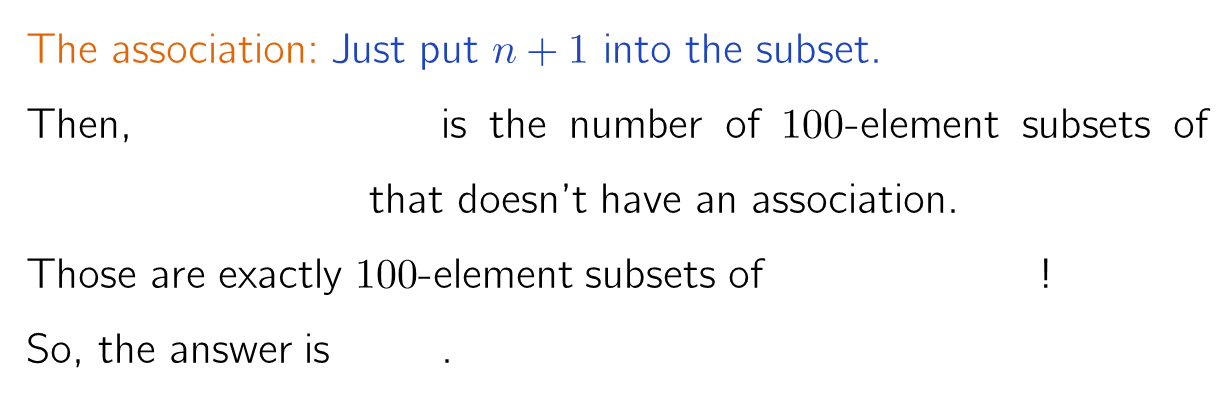 The association: Just put n + 1 into the subset.
Then, is the number of 100-element subsets of
that doesn't have an association.
Those are exactly 100-element subsets of !
So, the answer is .